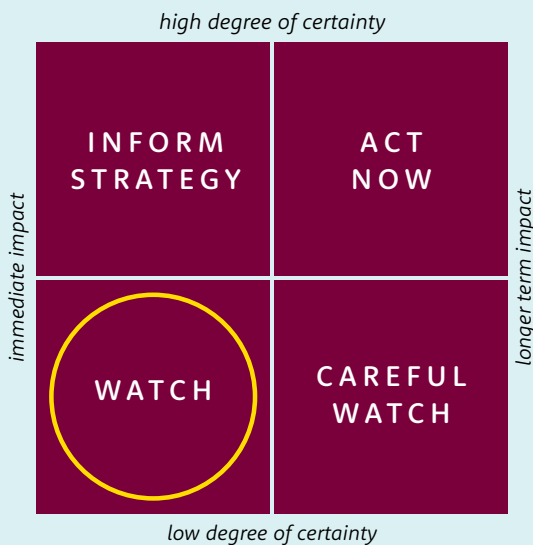 high degree of certainty
INFORM
STRATEGY
ACT
NOW
immediate impact
longer term impact
WATCH
CAREFUL
WATCH
low degree of certainty